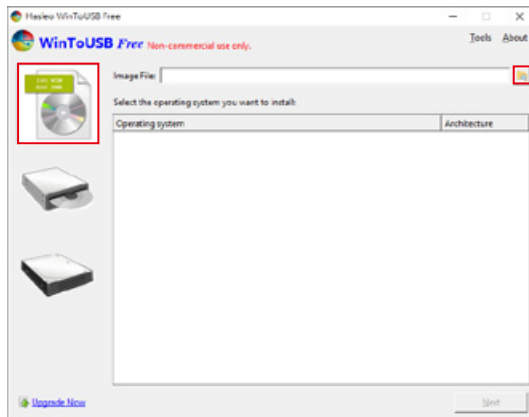 Hasleo WinToUSB Free
WinToUSB Free Non-commercial use only.
Tools About
Image File:
Select the operating system you want to install:
Operating system Architecture
Upgrade Now
Next